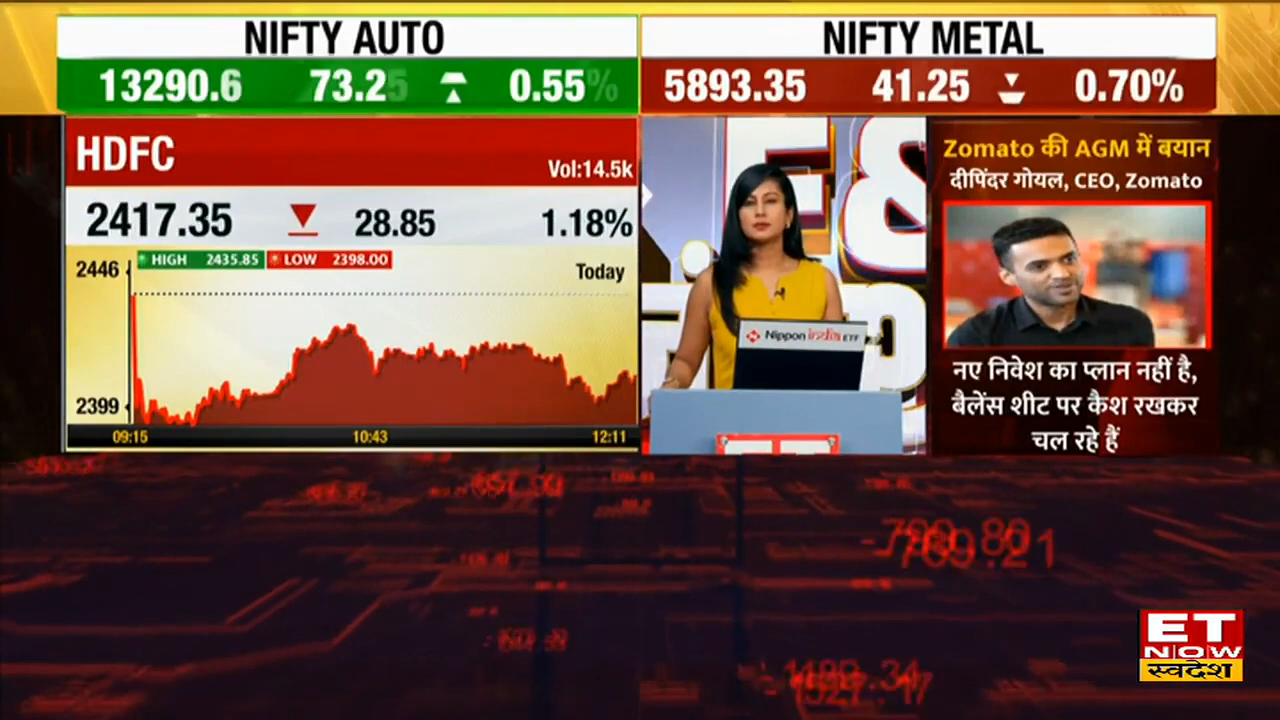 NIFTY AUTO
13290.6 73.25 0.55%
NIFTY METAL
5893.35 41.25 0.70%
HDFC
Vol:14.5k
2417.35 28.85 1.18%
HIGH 2435.85 LOW 2398.00
Today
2446
2399
09:15 10:43 12:11
Nippon india ETF
Zomato की AGM में बयान
दीपिंदर गोयल, CEO, Zomato
नए निवेश का प्लान नहीं है,
बैलेंस शीट पर कैश रखकर
चल रहे हैं
769.21
ET
NOW
स्वदेश